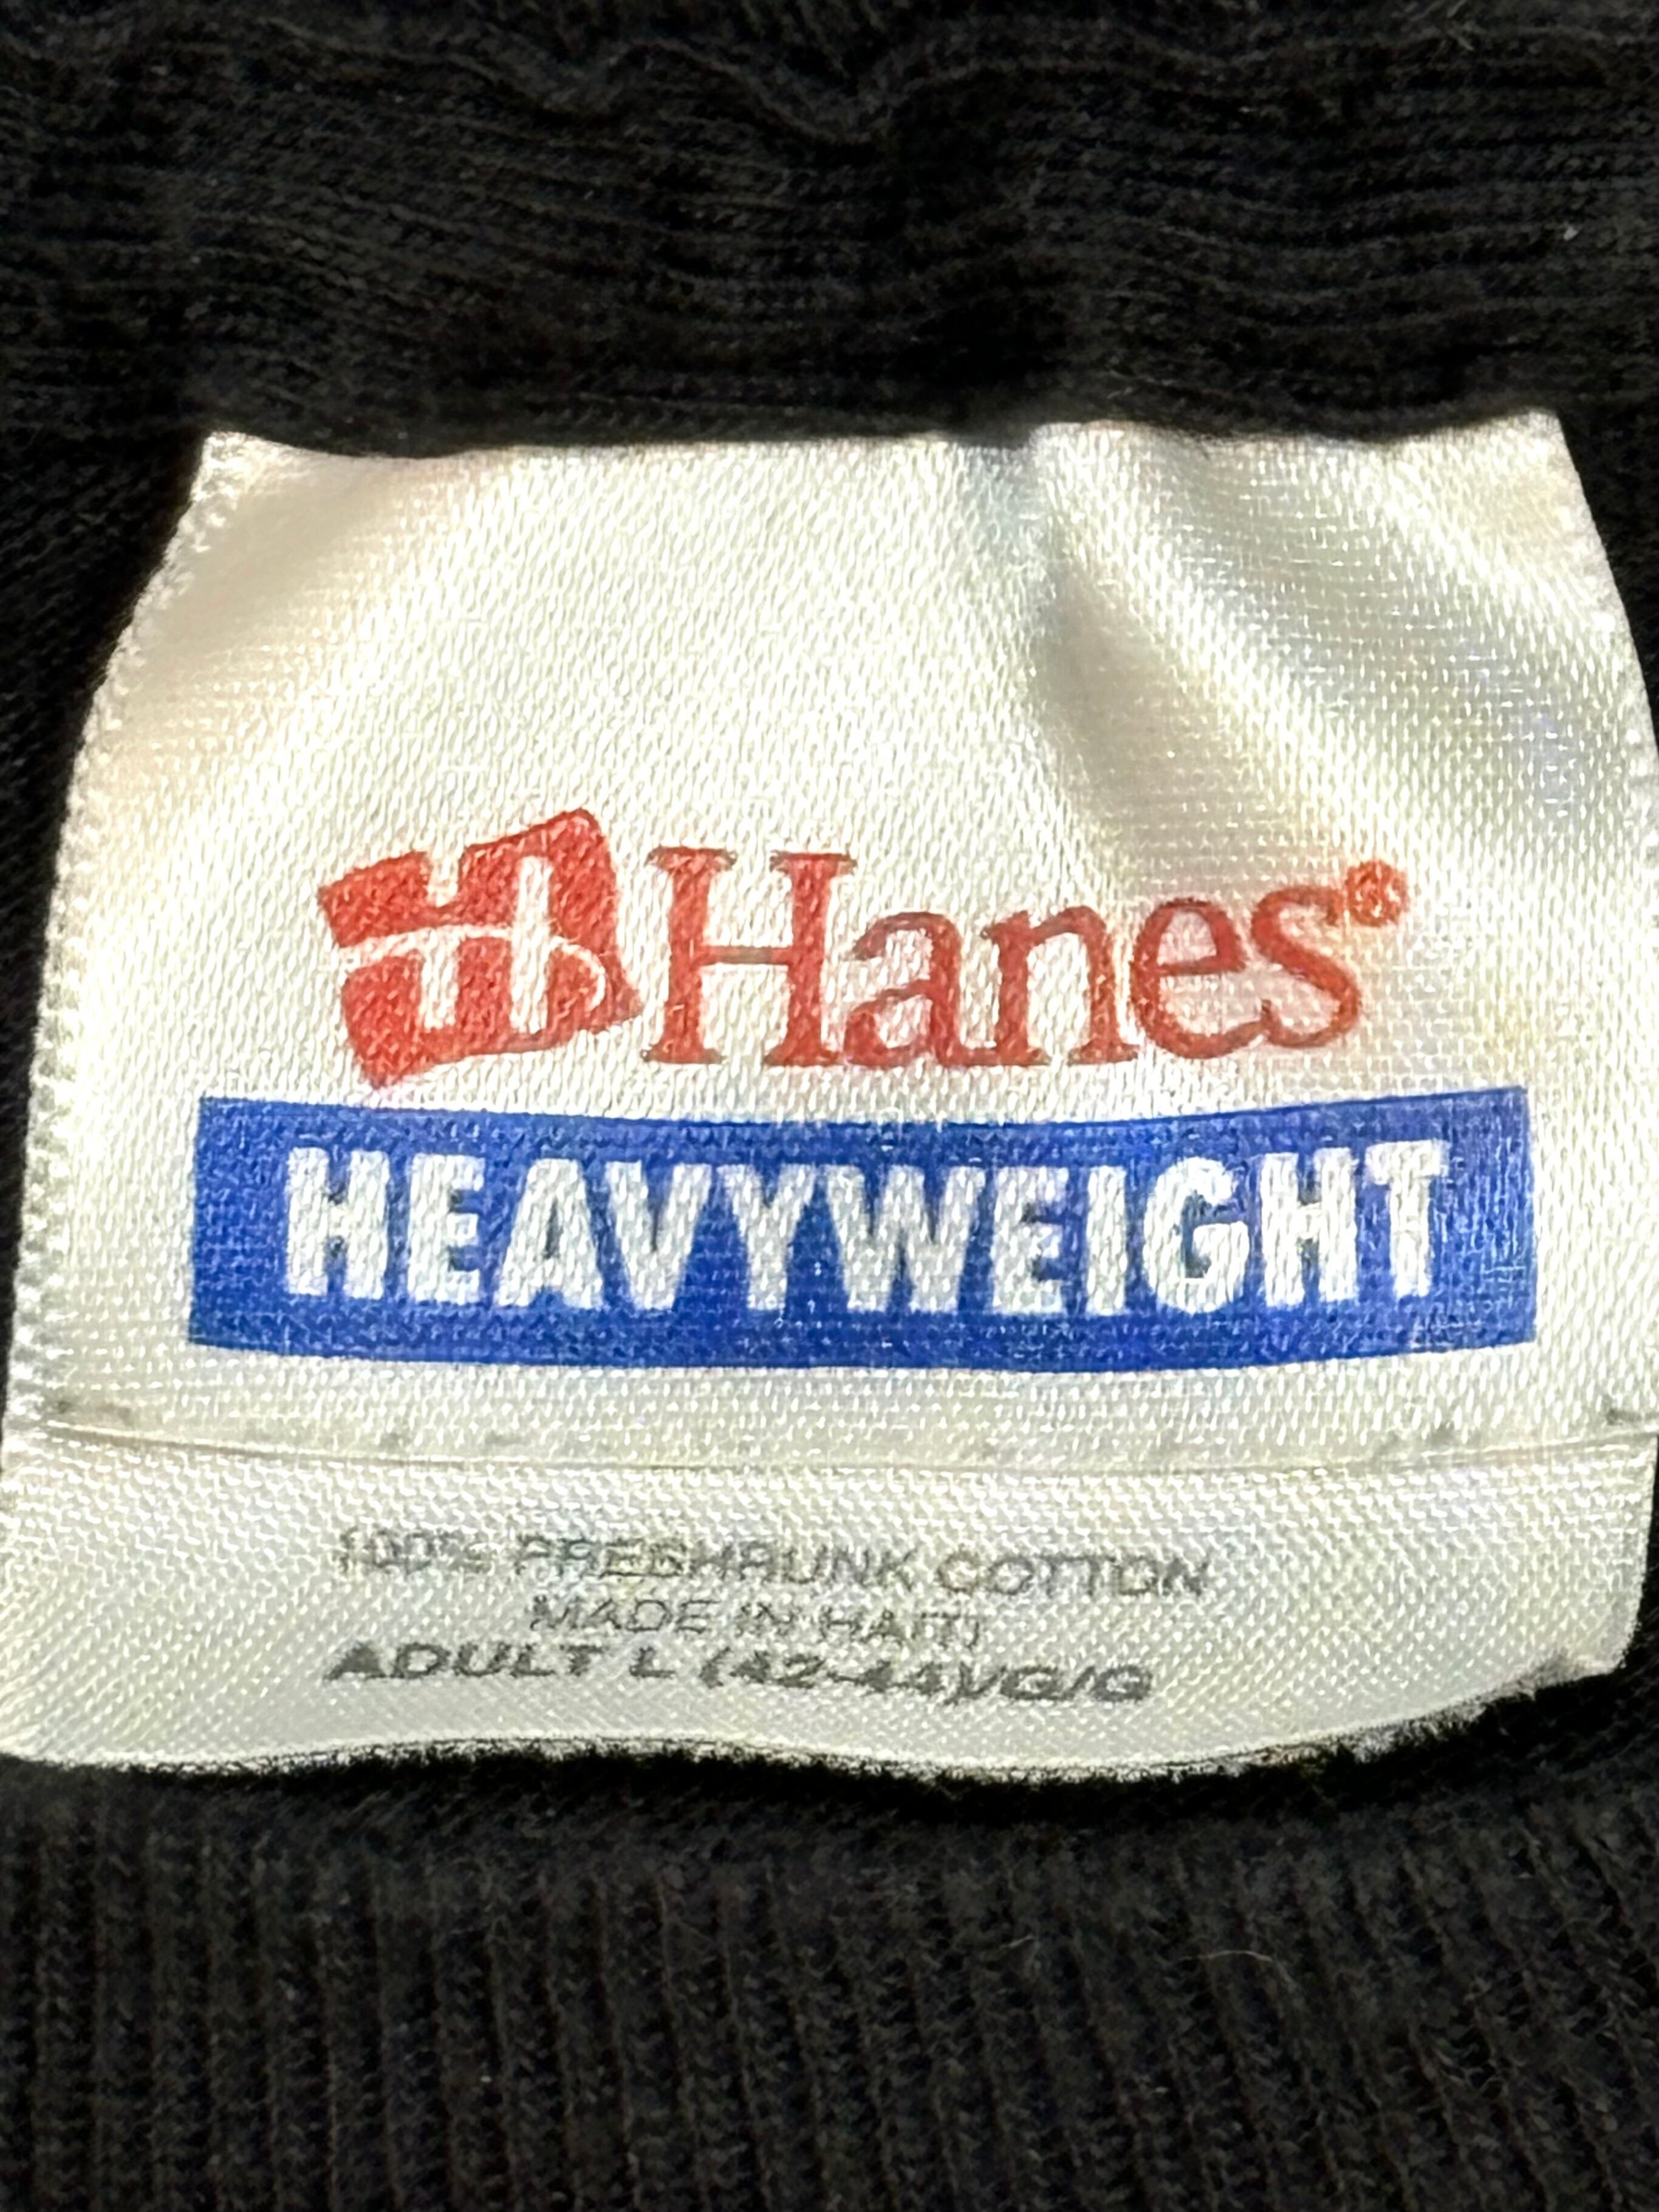 Hanes®
HEAVYWEIGHT
100% PRESHRUNK COTTON
MADE IN HAITI
ADULT L (42-44)/G/G